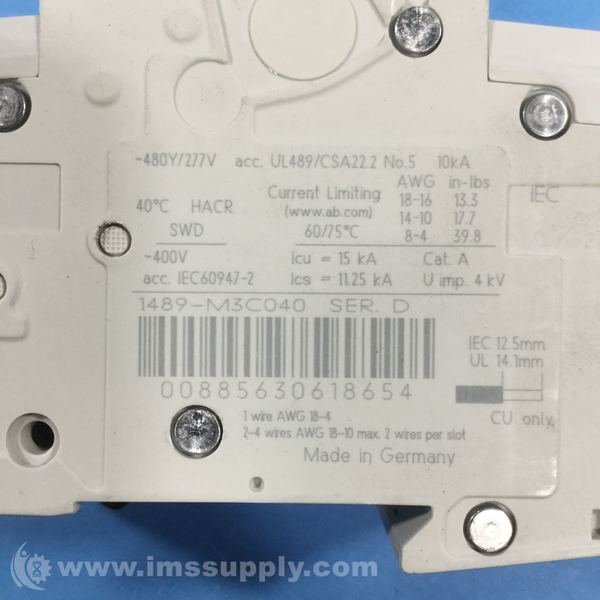 ~480Y/277V acc. UL489/CSA22.2 No.5 10kA
40°C HACR
SWD
Current Limiting
(www.ab.com)
60/75°C
AWG in-lbs
18-16 13.3
14-10 17.7
8-4 39.8
IEC
~400V Icu = 15 kA Cat. A
acc. IEC60947-2 Ics = 11.25 kA U imp. 4 kV
1489-M3C040 SER. D
00885630618654
IEC 12.5mm
UL 14.1mm
CU only
1 wire AWG 18-4
2-4 wires AWG 18-10 max. 2 wires per slot
Made in Germany
IMS
www.imssupply.com